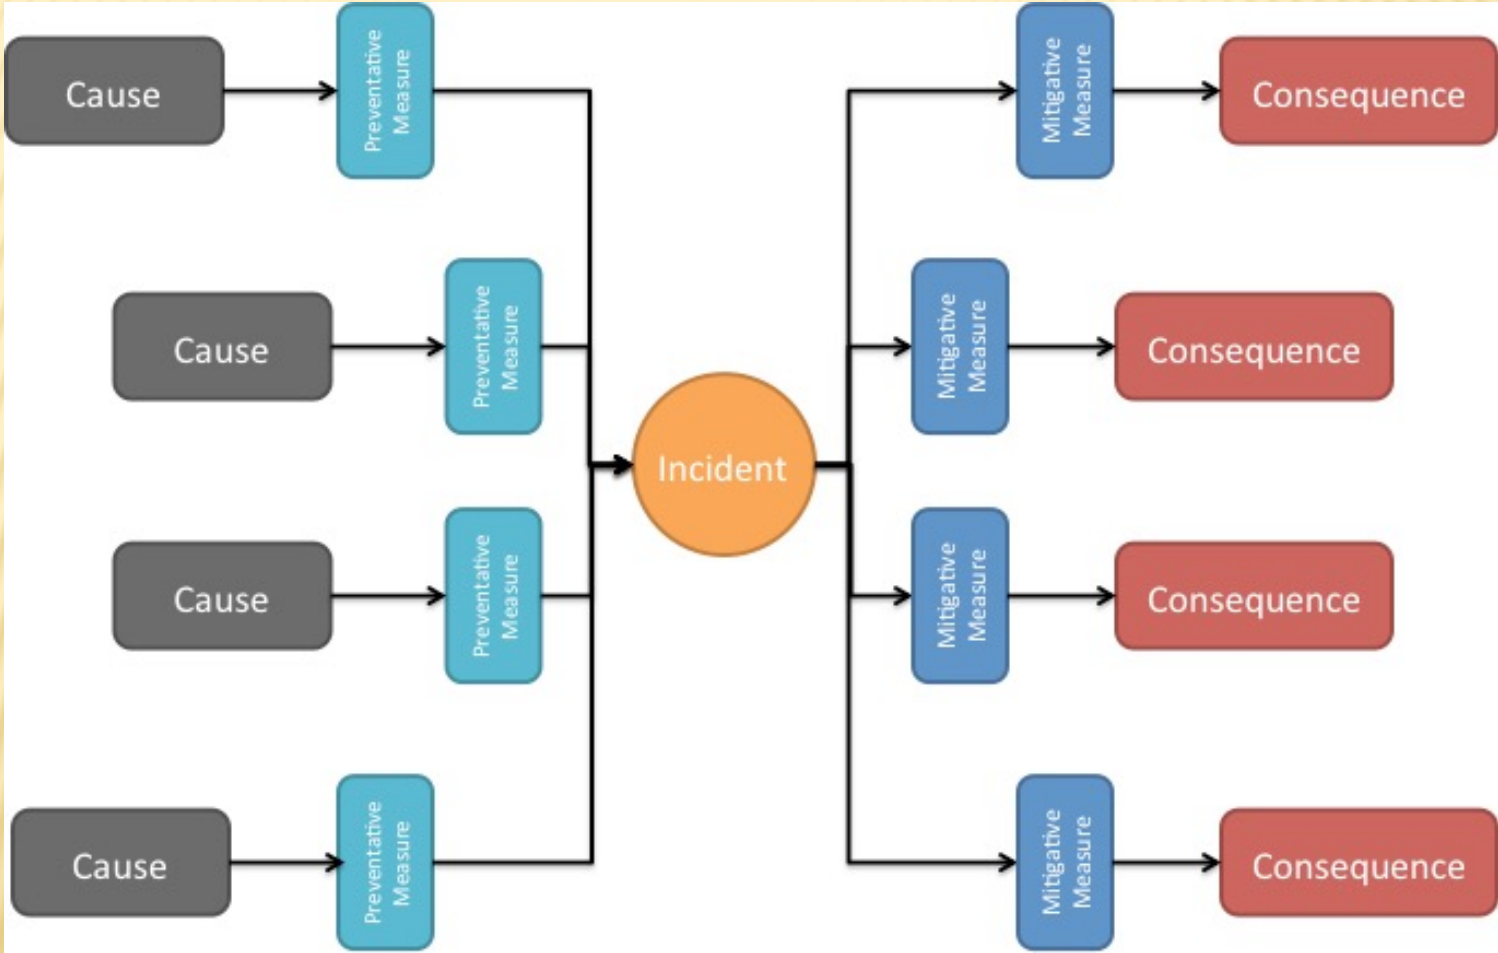 Cause
Preventative
Measure
Mitigative
Measure
Consequence
Cause
Preventative
Measure
Mitigative
Measure
Consequence
Incident
Cause
Preventative
Measure
Mitigative
Measure
Consequence
Cause
Preventative
Measure
Mitigative
Measure
Consequence